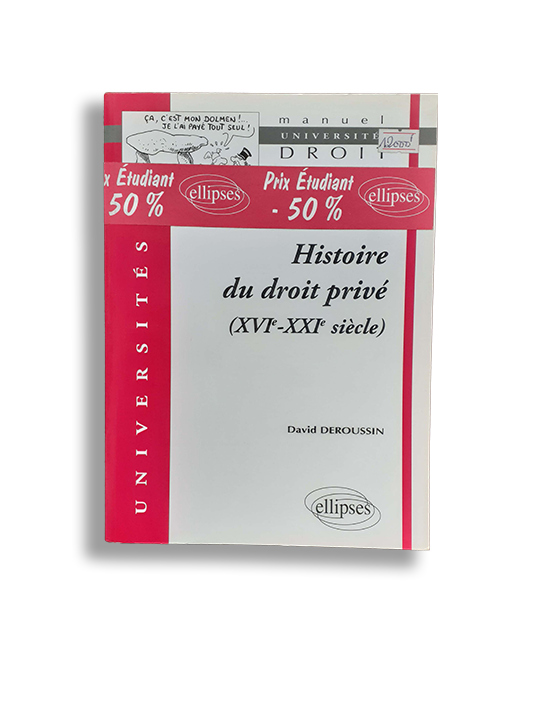 ÇA, C'EST MON DOLMEN !...
JE L'AI PAYÉ TOUT SEUL !
manuel
UNIVERSITÉ
DROIT
12000f
x Étudiant
50 %
ellipses
Prix Étudiant
- 50 %
ellipses
UNIVERSITÉS
Histoire
du droit privé
(XVIe-XXIe siècle)
David DEROUSSIN
ellipses